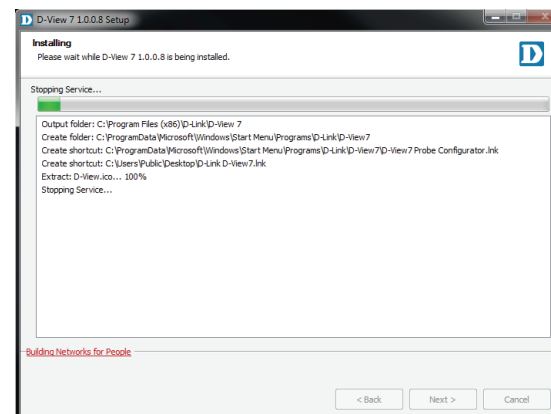 D-View 7 1.0.0.8 Setup
Installing
Please wait while D-View 7 1.0.0.8 is being installed.
D
Stopping Service...
Output folder: C:\Program Files (x86)\D-Link\D-View 7
Create folder: C:\ProgramData\Microsoft\Windows\Start Menu\Programs\D-Link\D-View7
Create shortcut: C:\ProgramData\Microsoft\Windows\Start Menu\Programs\D-Link\D-View7\D-View7 Probe Configurator.lnk
Create shortcut: C:\Users\Public\Desktop\D-Link D-View7.lnk
Extract: D-View.ico... 100%
Stopping Service...
Building Networks for People
< Back
Next >
Cancel